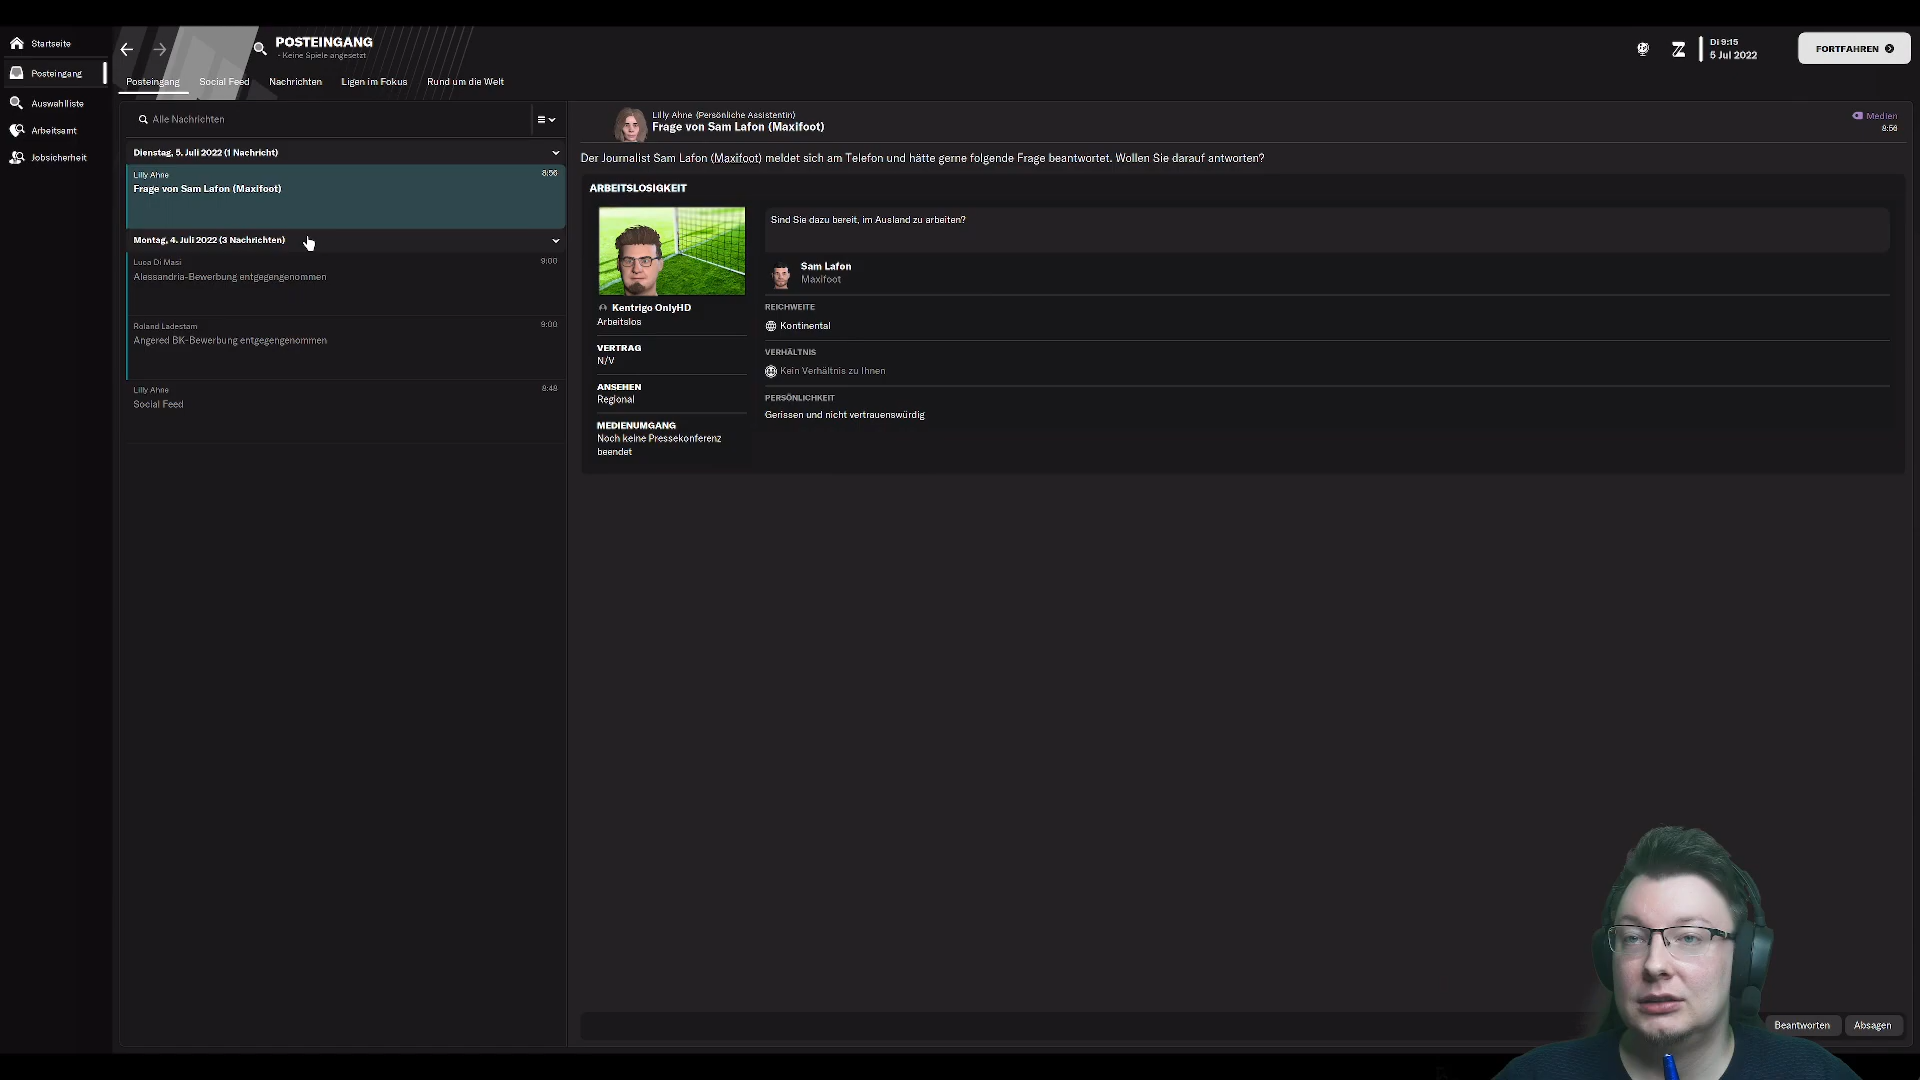 Startseite
Posteingang
Auswahlliste
Arbeitsamt
Jobsicherheit
POSTEINGANG
- Keine Spiele angesetzt
Posteingang
Social Feed
Nachrichten
Ligen im Fokus
Rund um die Welt
Di 9:15
5 Jul 2022
FORTFAHREN
Alle Nachrichten
Dienstag, 5. Juli 2022 (1 Nachricht)
Lilly Ahne
8:56
Frage von Sam Lafon (Maxifoot)
Montag, 4. Juli 2022 (3 Nachrichten)
Luca Di Masi
9:00
Alessandria-Bewerbung entgegengenommen
Roland Ladestam
9:00
Angered BK-Bewerbung entgegengenommen
Lilly Ahne
8:48
Social Feed
Lilly Ahne (Persönliche Assistentin)
Frage von Sam Lafon (Maxifoot)
Medien
8:56
Der Journalist Sam Lafon (Maxifoot) meldet sich am Telefon und hätte gerne folgende Frage beantwortet. Wollen Sie darauf antworten?
ARBEITSLOSIGKEIT
Kentrigo OnlyHD
Arbeitslos
VERTRAG
N/V
ANSEHEN
Regional
MEDIENUMGANG
Noch keine Pressekonferenz
beendet
Sind Sie dazu bereit, im Ausland zu arbeiten?
Sam Lafon
Maxifoot
REICHWEITE
Kontinental
VERHÄLTNIS
Kein Verhältnis zu Ihnen
PERSÖNLICHKEIT
Gerissen und nicht vertrauenswürdig
Beantworten
Absagen